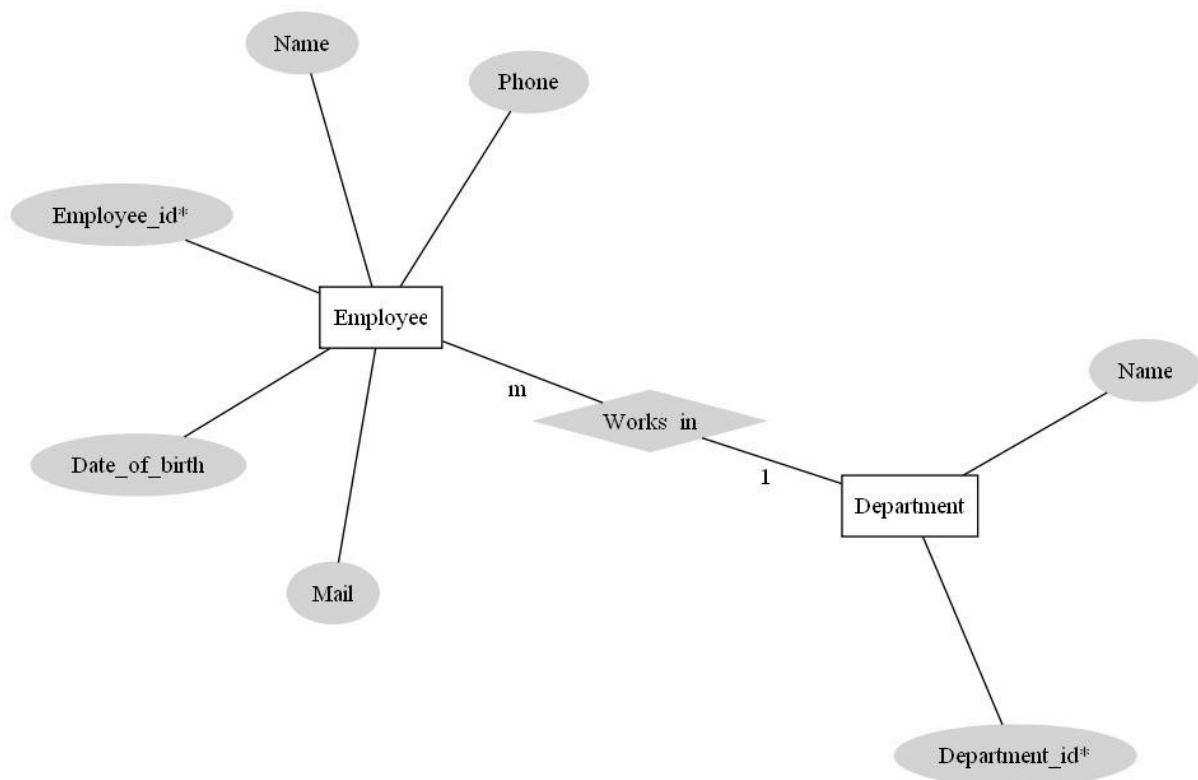 Name
Phone
Employee_id*
Employee
Name
m
Works in
Date_of_birth
1
Department
Mail
Department_id*